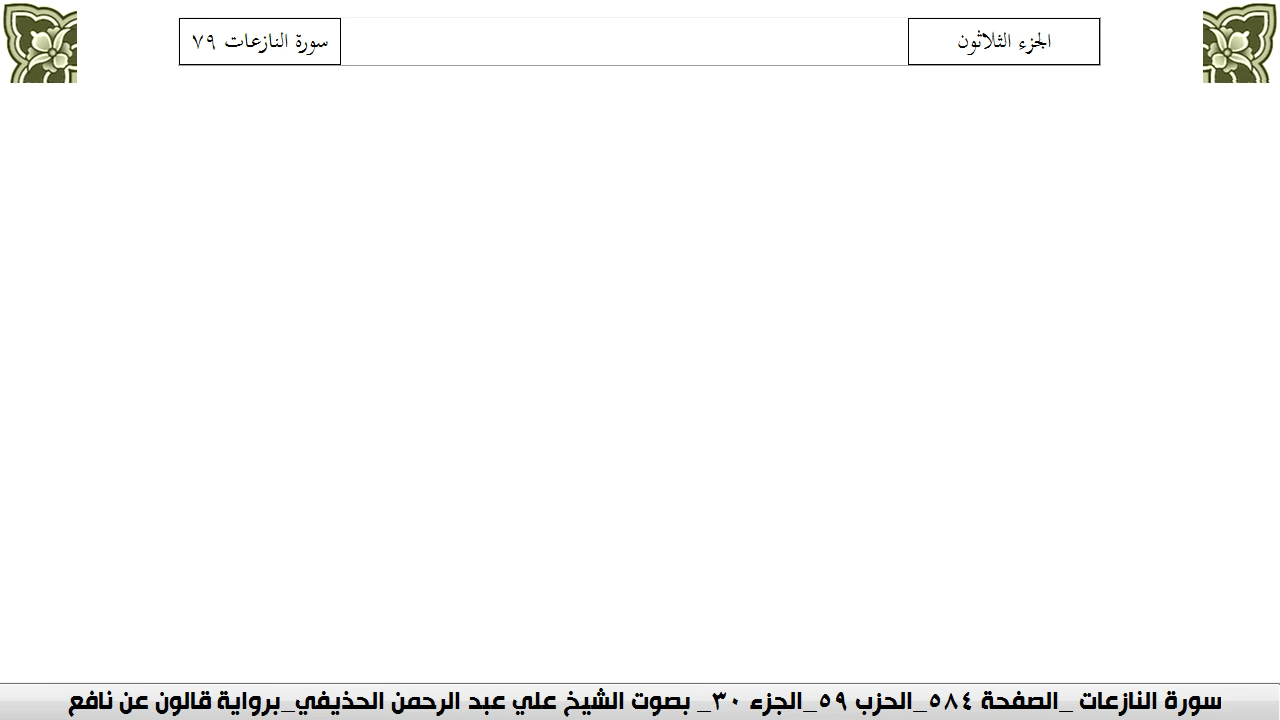 الجزء الثلاثون
سورة النازعات ٧٩
سورة النازعات _الصفحة ٥٨٤_الحزب ٥٩_الجزء ٣٠_ بصوت الشيخ علي عبد الرحمن الحذيفي_برواية قالون عن نافع